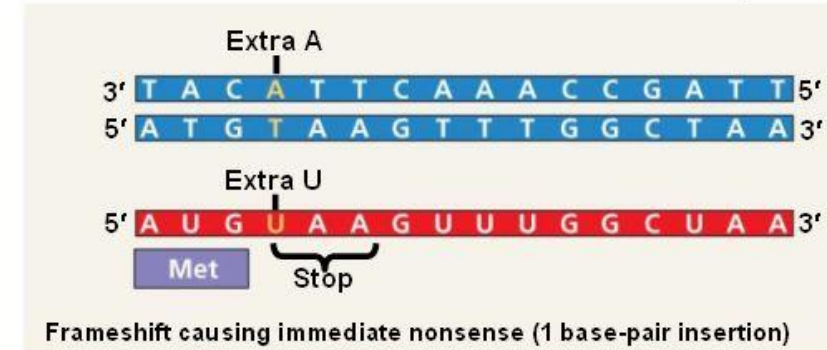 Extra A
3′ T A C A T T C A A A C C G A T T 5′
5′ A T G T A A G T T T G G C T A A 3′
Extra U
5′ A U G U A A G U U U G G C U A A 3′
Met
Stop
Frameshift causing immediate nonsense (1 base-pair insertion)